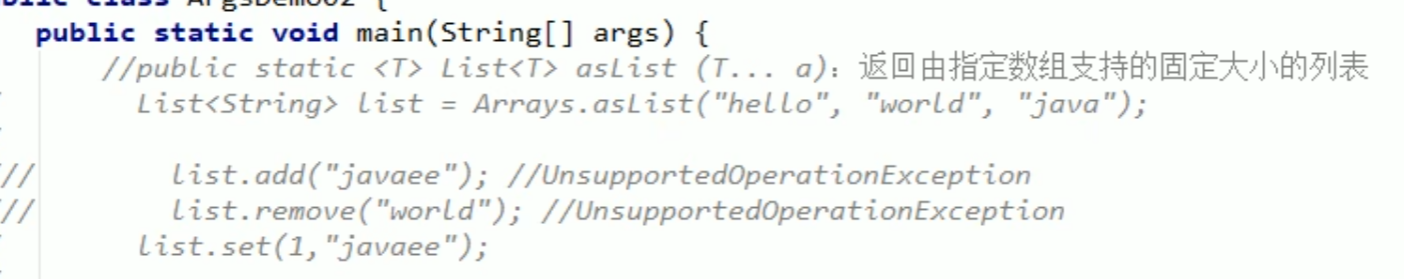 public class ArgsDemo02 {
public static void main(String[] args) {
//public static <T> List<T> asList (T... a)：返回由指定数组支持的固定大小的列表
List<String> list = Arrays.asList("hello", "world", "java");
// list.add("javaee"); //UnsupportedOperationException
// list.remove("world"); //UnsupportedOperationException
list.set(1,"javaee");